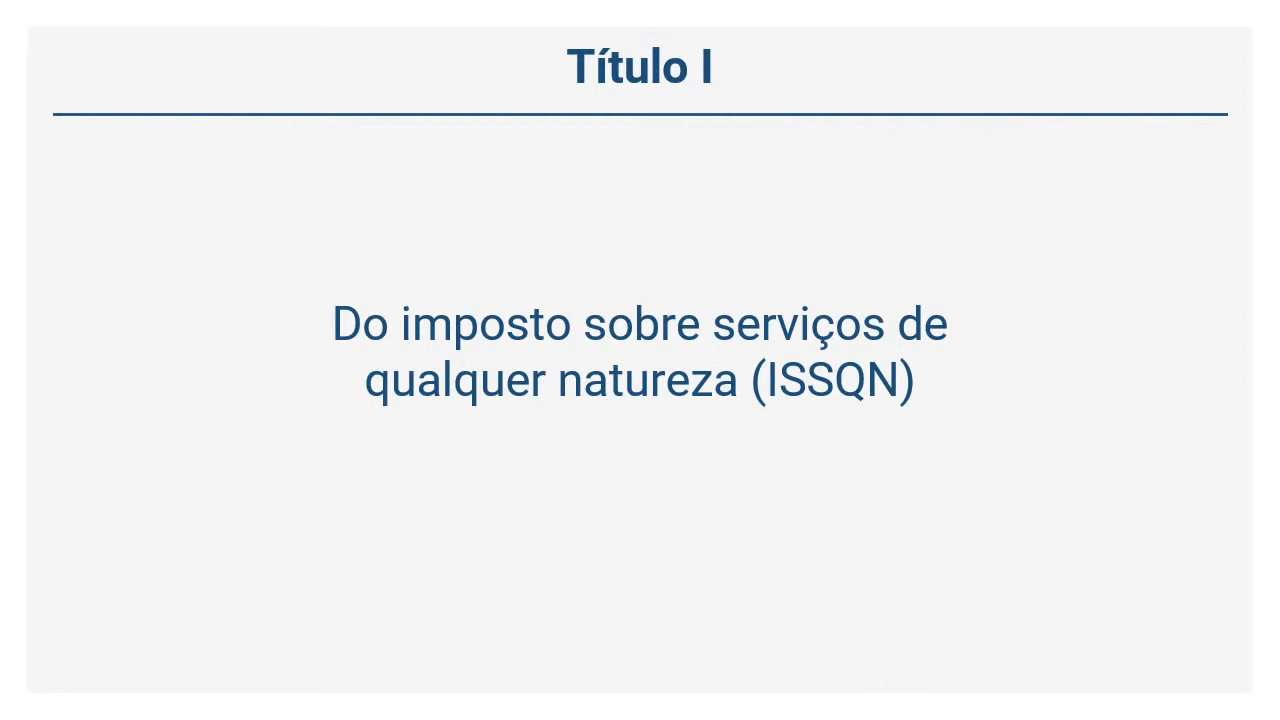 Título I
Do imposto sobre serviços de
qualquer natureza (ISSQN)